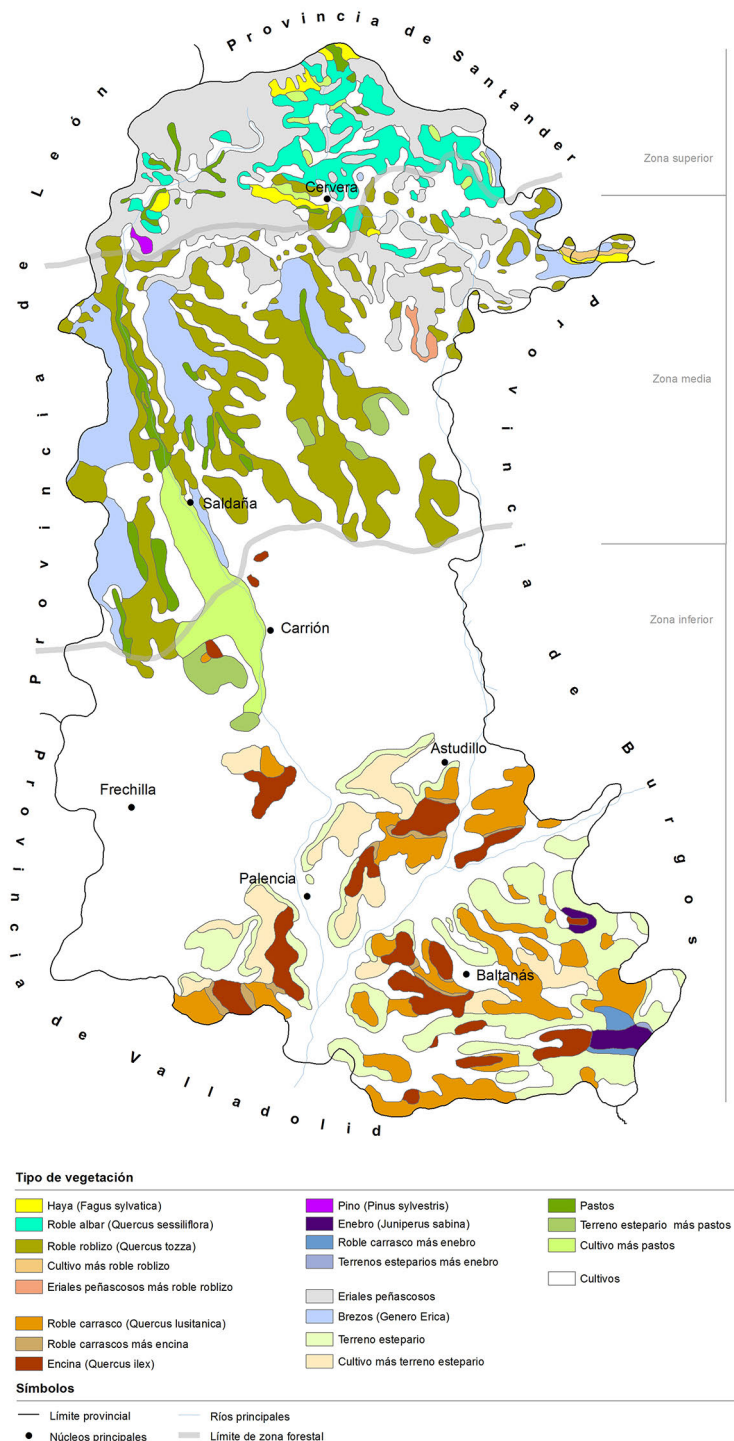 Provincia de Santander
Provincia de León
Provincia de Burgos
Provincia de Valladolid
Zona superior
Cervera
Zona media
Saldaña
Zona inferior
Carrión
Astudillo
Frechilla
Palencia
Baltanás
Tipo de vegetación
Haya (Fagus sylvatica)
Roble albar (Quercus sessiliflora)
Roble roblizo (Quercus tozza)
Cultivo más roble roblizo
Eriales peñascosos más roble roblizo
Roble carrasco (Quercus lusitanica)
Roble carrascos más encina
Encina (Quercus ilex)
Pino (Pinus sylvestris)
Enebro (Juniperus sabina)
Roble carrasco más enebro
Terrenos esteparios más enebro
Eriales peñascosos
Brezos (Genero Erica)
Terreno estepario
Cultivo más terreno estepario
Pastos
Terreno estepario más pastos
Cultivo más pastos
Cultivos
Símbolos
Límite provincial
Núcleos principales
Ríos principales
Límite de zona forestal